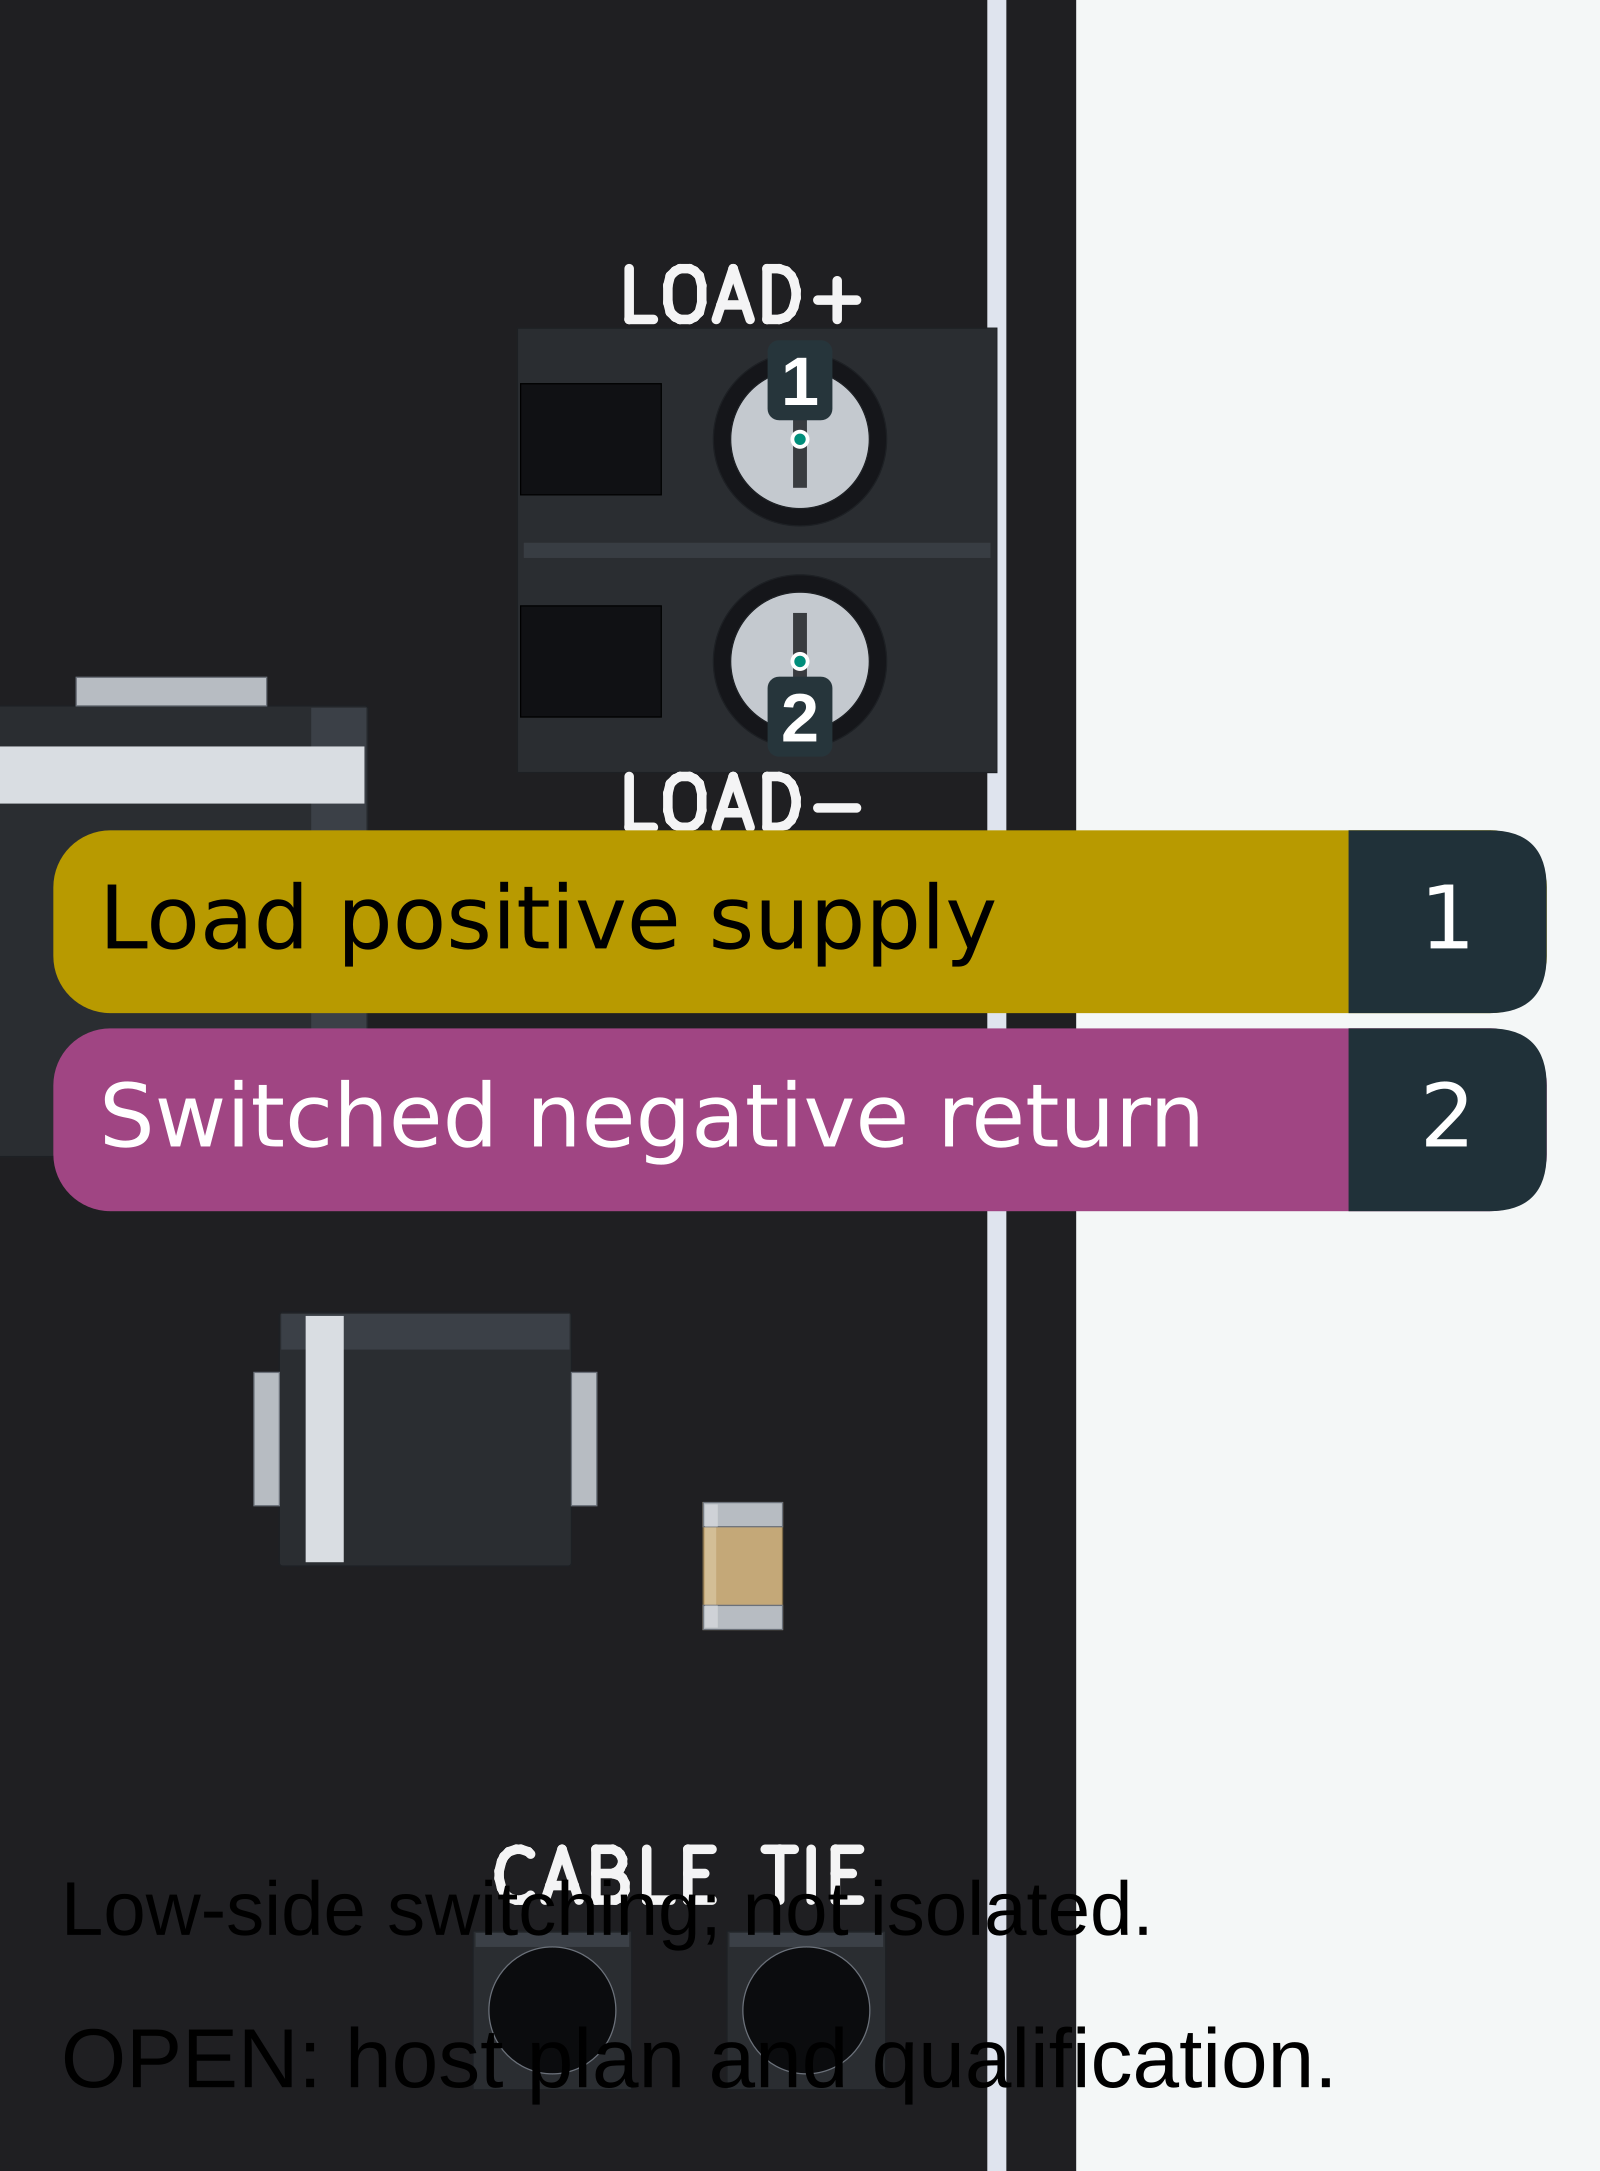 LOAD+
1
2
LOAD-
Load positive supply 1
Switched negative return 2
CABLE TIE
Low-side switching; not isolated.
OPEN: host plan and qualification.